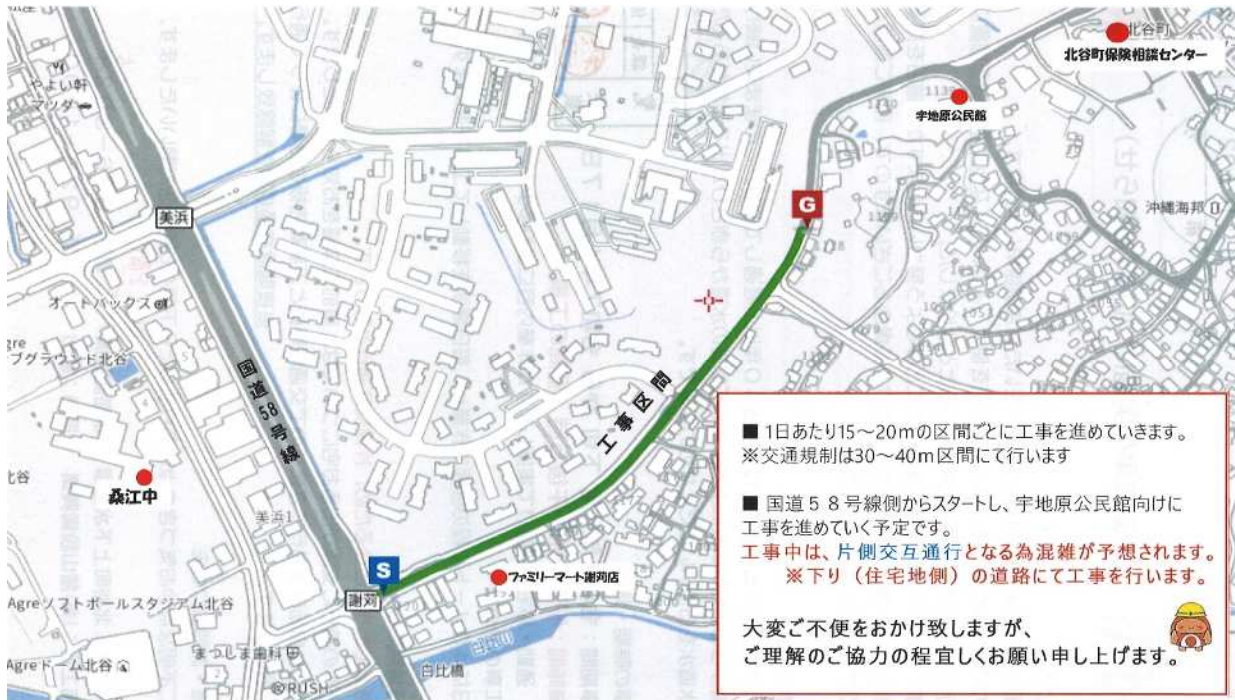 やよい軒
マツダ
北谷町
北谷町保険相談センター
宇地原公民館
G
沖縄海邦
美浜
オートバックス
国道58号線
工事区間
桑江中
美浜1
S
謝苅
ファミリーマート謝苅店
Agreソフトボールスタジアム北谷
まつしま歯科
Agreドーム北谷
RUSH
白比橋
白比川
■ 1日あたり15～20mの区間ごとに工事を進めていきます。
※交通規制は30～40m区間にて行います
■ 国道58号線側からスタートし、宇地原公民館向けに
工事を進めていく予定です。
工事中は、片側交互通行となる為混雑が予想されます。
※下り（住宅地側）の道路にて工事を行います。
大変ご不便をおかけ致しますが、
ご理解のご協力の程宜しくお願い申し上げます。